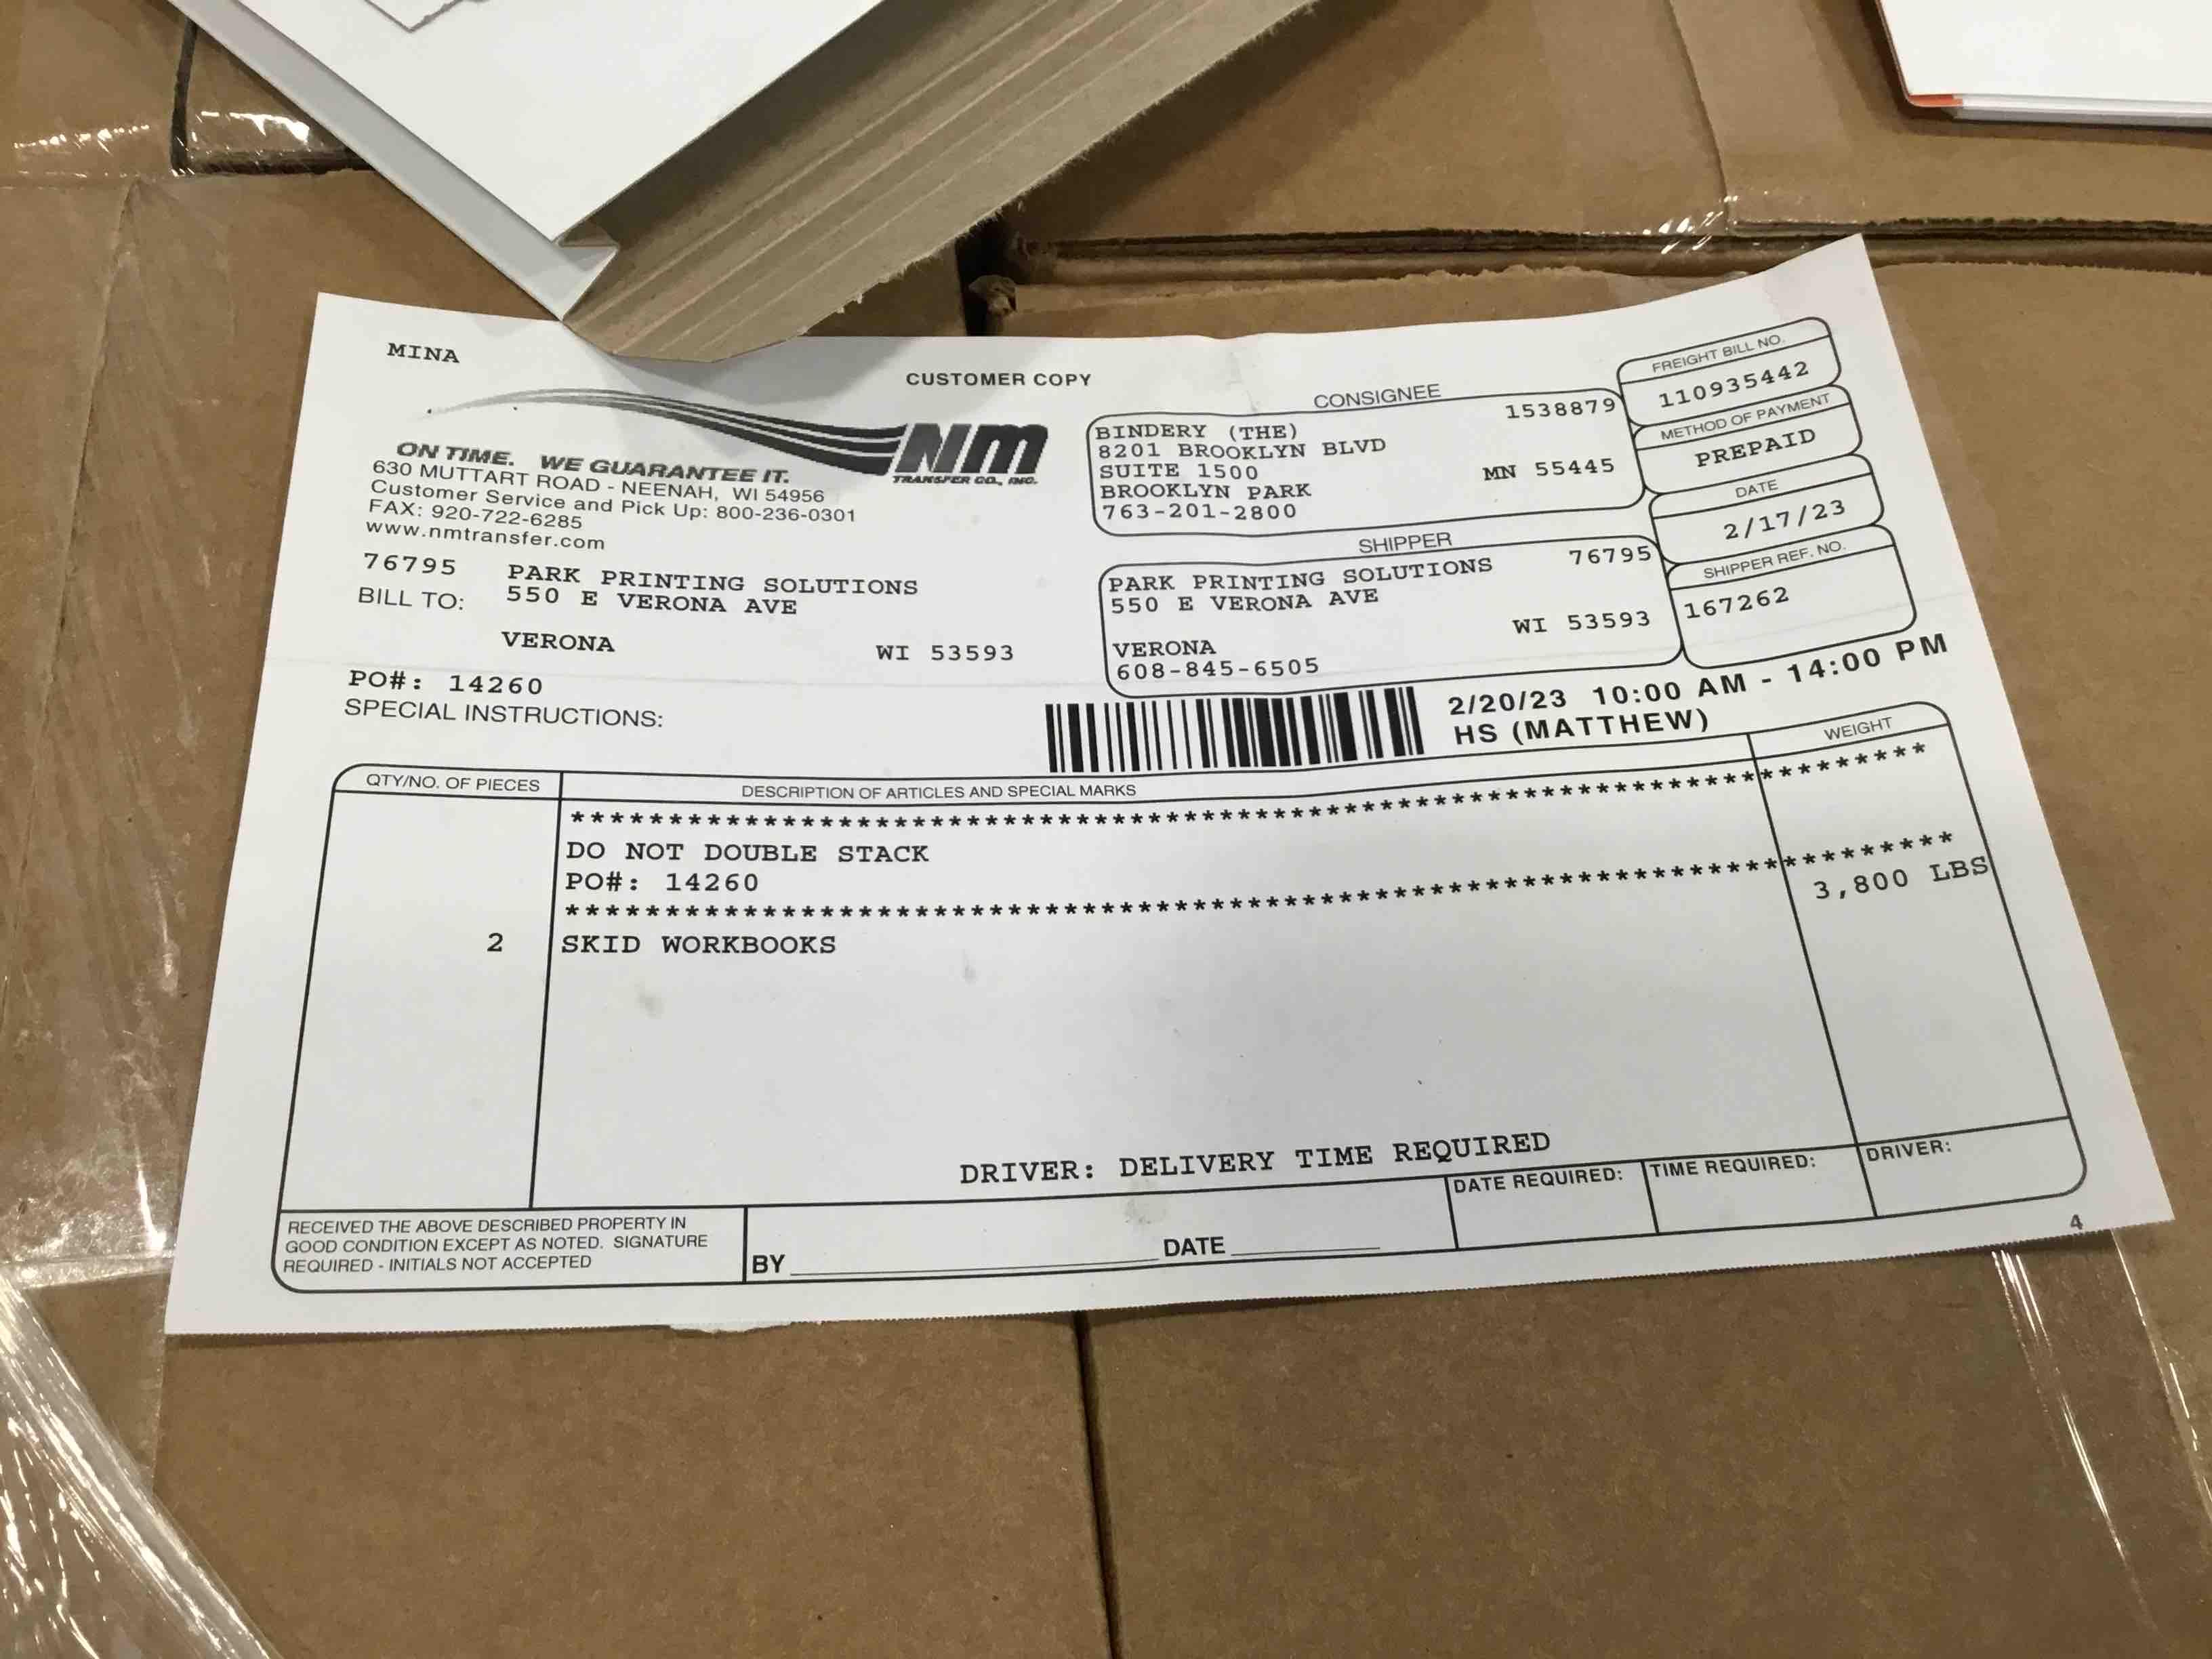 MINA
CUSTOMER COPY
NM
TRANSFER CO., INC.
ON TIME. WE GUARANTEE IT.
630 MUTTART ROAD - NEENAH, WI 54956
Customer Service and Pick Up: 800-236-0301
FAX: 920-722-6285
www.nmtransfer.com
76795 PARK PRINTING SOLUTIONS
BILL TO: 550 E VERONA AVE
VERONA WI 53593
PO#: 14260
SPECIAL INSTRUCTIONS:
CONSIGNEE
1538879
BINDERY (THE)
8201 BROOKLYN BLVD
SUITE 1500 MN 55445
BROOKLYN PARK
763-201-2800
SHIPPER
PARK PRINTING SOLUTIONS 76795
550 E VERONA AVE
WI 53593
VERONA
608-845-6505
FREIGHT BILL NO.
110935442
METHOD OF PAYMENT
PREPAID
DATE
2/17/23
SHIPPER REF. NO.
167262
2/20/23 10:00 AM - 14:00 PM
HS (MATTHEW)
QTY/NO. OF PIECES DESCRIPTION OF ARTICLES AND SPECIAL MARKS WEIGHT
**********************************************************************
DO NOT DOUBLE STACK
PO#: 14260
**********************************************************************
3,800 LBS
2 SKID WORKBOOKS
DRIVER: DELIVERY TIME REQUIRED
RECEIVED THE ABOVE DESCRIBED PROPERTY IN
GOOD CONDITION EXCEPT AS NOTED. SIGNATURE
REQUIRED - INITIALS NOT ACCEPTED
BY DATE
DATE REQUIRED: TIME REQUIRED: DRIVER:
4